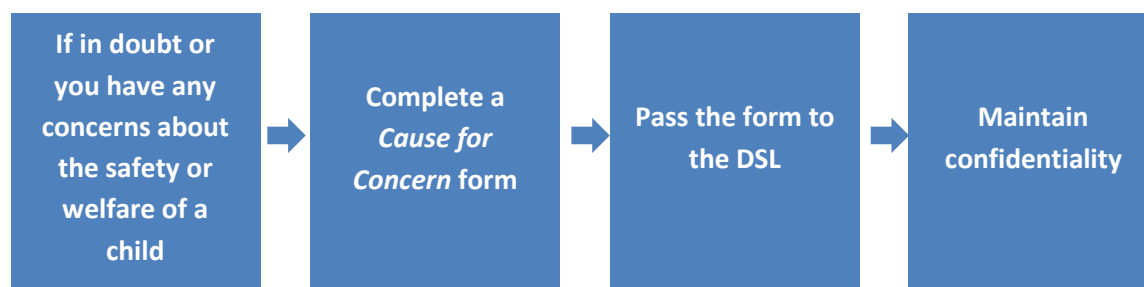 If in doubt or
you have any
concerns about
the safety or
welfare of a
child
Complete a
Cause for
Concern form
Pass the form to
the DSL
Maintain
confidentiality